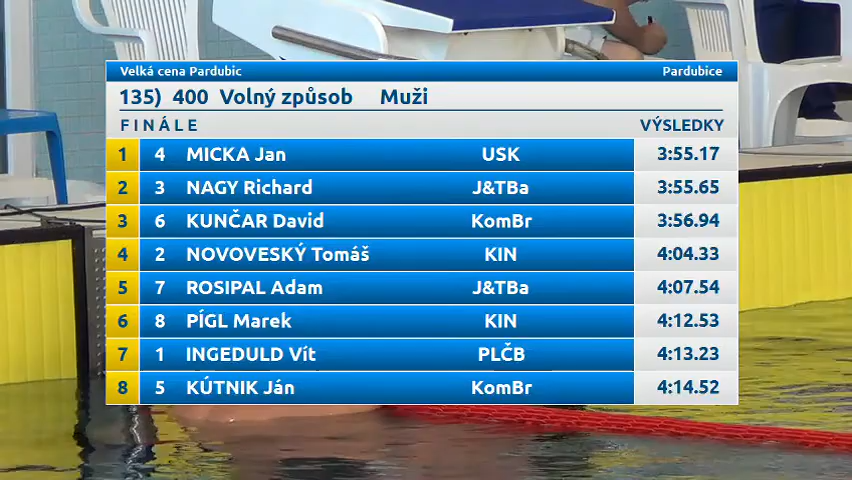 Velká cena Pardubic Pardubice
135) 400 Volný způsob Muži
FINÁLE VÝSLEDKY
1 4 MICKA Jan USK 3:55.17
2 3 NAGY Richard J&TBa 3:55.65
3 6 KUNČAR David KomBr 3:56.94
4 2 NOVOVESKÝ Tomáš KIN 4:04.33
5 7 ROSIPAL Adam J&TBa 4:07.54
6 8 PÍGL Marek KIN 4:12.53
7 1 INGEDULD Vít PLČB 4:13.23
8 5 KÚTNIK Ján KomBr 4:14.52